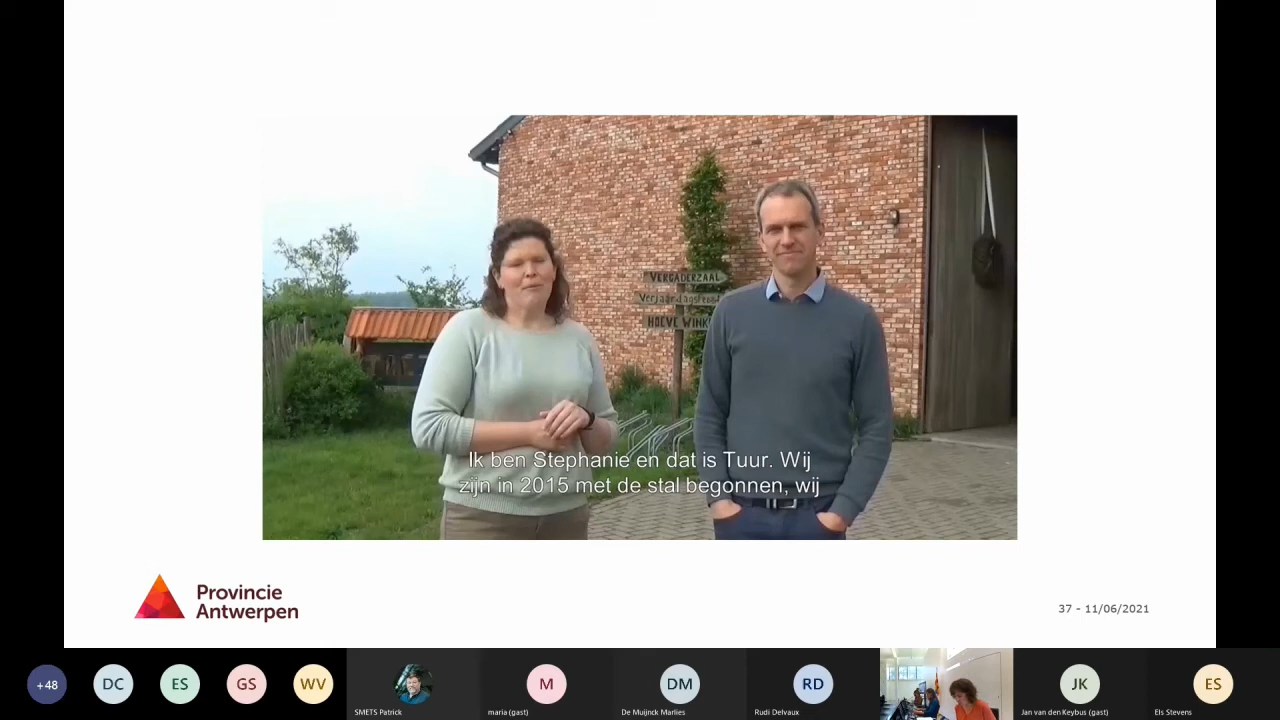 VERGADERZAAL
HOEVE
Ik ben Stephanie en dat is Tuur. Wij
zijn in 2015 met de stal begonnen, wij
Provincie
Antwerpen
37 - 11/06/2021
+48
DC
ES
GS
WV
M
DM
RD
JK
ES
SMETS Patrick
maria (gast)
De Muijnck Marlies
Rudi Delvaux
Jan van den Keybus (gast)
Els Stevens